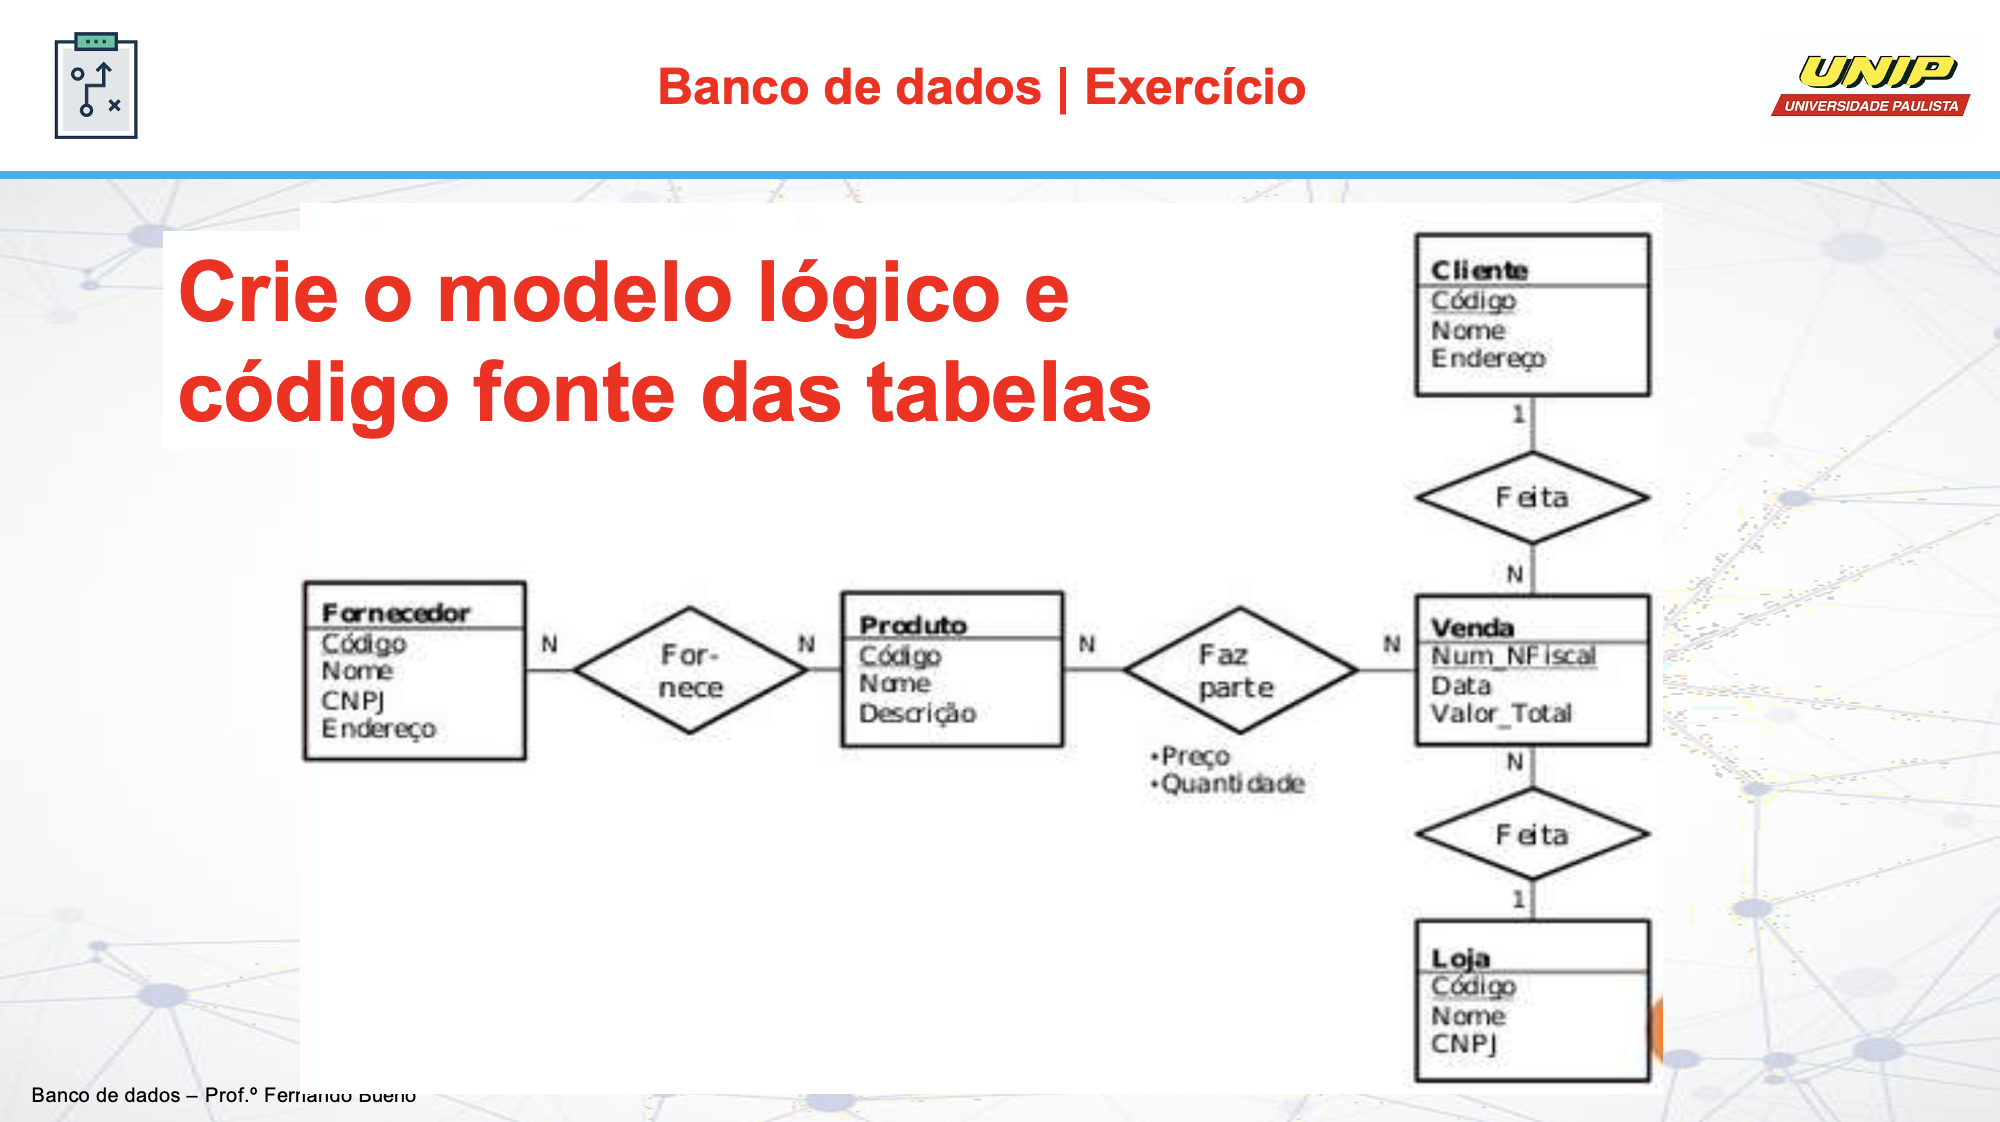 Banco de dados | Exercício
UNIP
UNIVERSIDADE PAULISTA
Crie o modelo lógico e
código fonte das tabelas
Cliente
Código
Nome
Endereço
1
Feita
N
Fornecedor
Código
Nome
CNPJ
Endereço
N
For-
nece
N
Produto
Código
Nome
Descrição
N
Faz
parte
•Preço
•Quantidade
N
Venda
Num_NFiscal
Data
Valor_Total
N
Feita
1
Loja
Código
Nome
CNPJ
Banco de dados – Prof.º Fernando Bueno